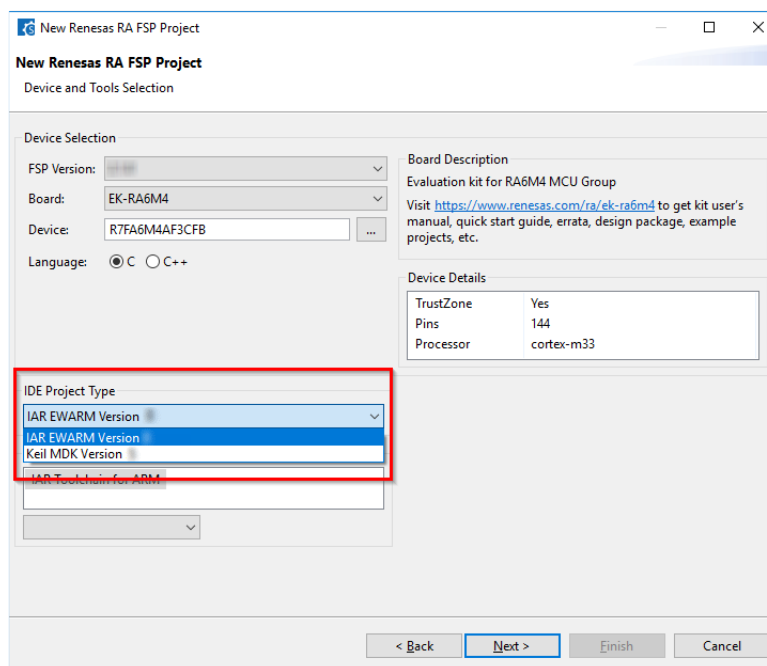 New Renesas RA FSP Project
New Renesas RA FSP Project
Device and Tools Selection
Device Selection
FSP Version:
Board: EK-RA6M4
Device: R7FA6M4AF3CFB ...
Language: C C++
Board Description
Evaluation kit for RA6M4 MCU Group
Visit https://www.renesas.com/ra/ek-ra6m4 to get kit user's
manual, quick start guide, errata, design package, example
projects, etc.
Device Details
TrustZone Yes
Pins 144
Processor cortex-m33
IDE Project Type
IAR EWARM Version
IAR EWARM Version
Keil MDK Version
IAR Toolchain for ARM
< Back Next > Finish Cancel